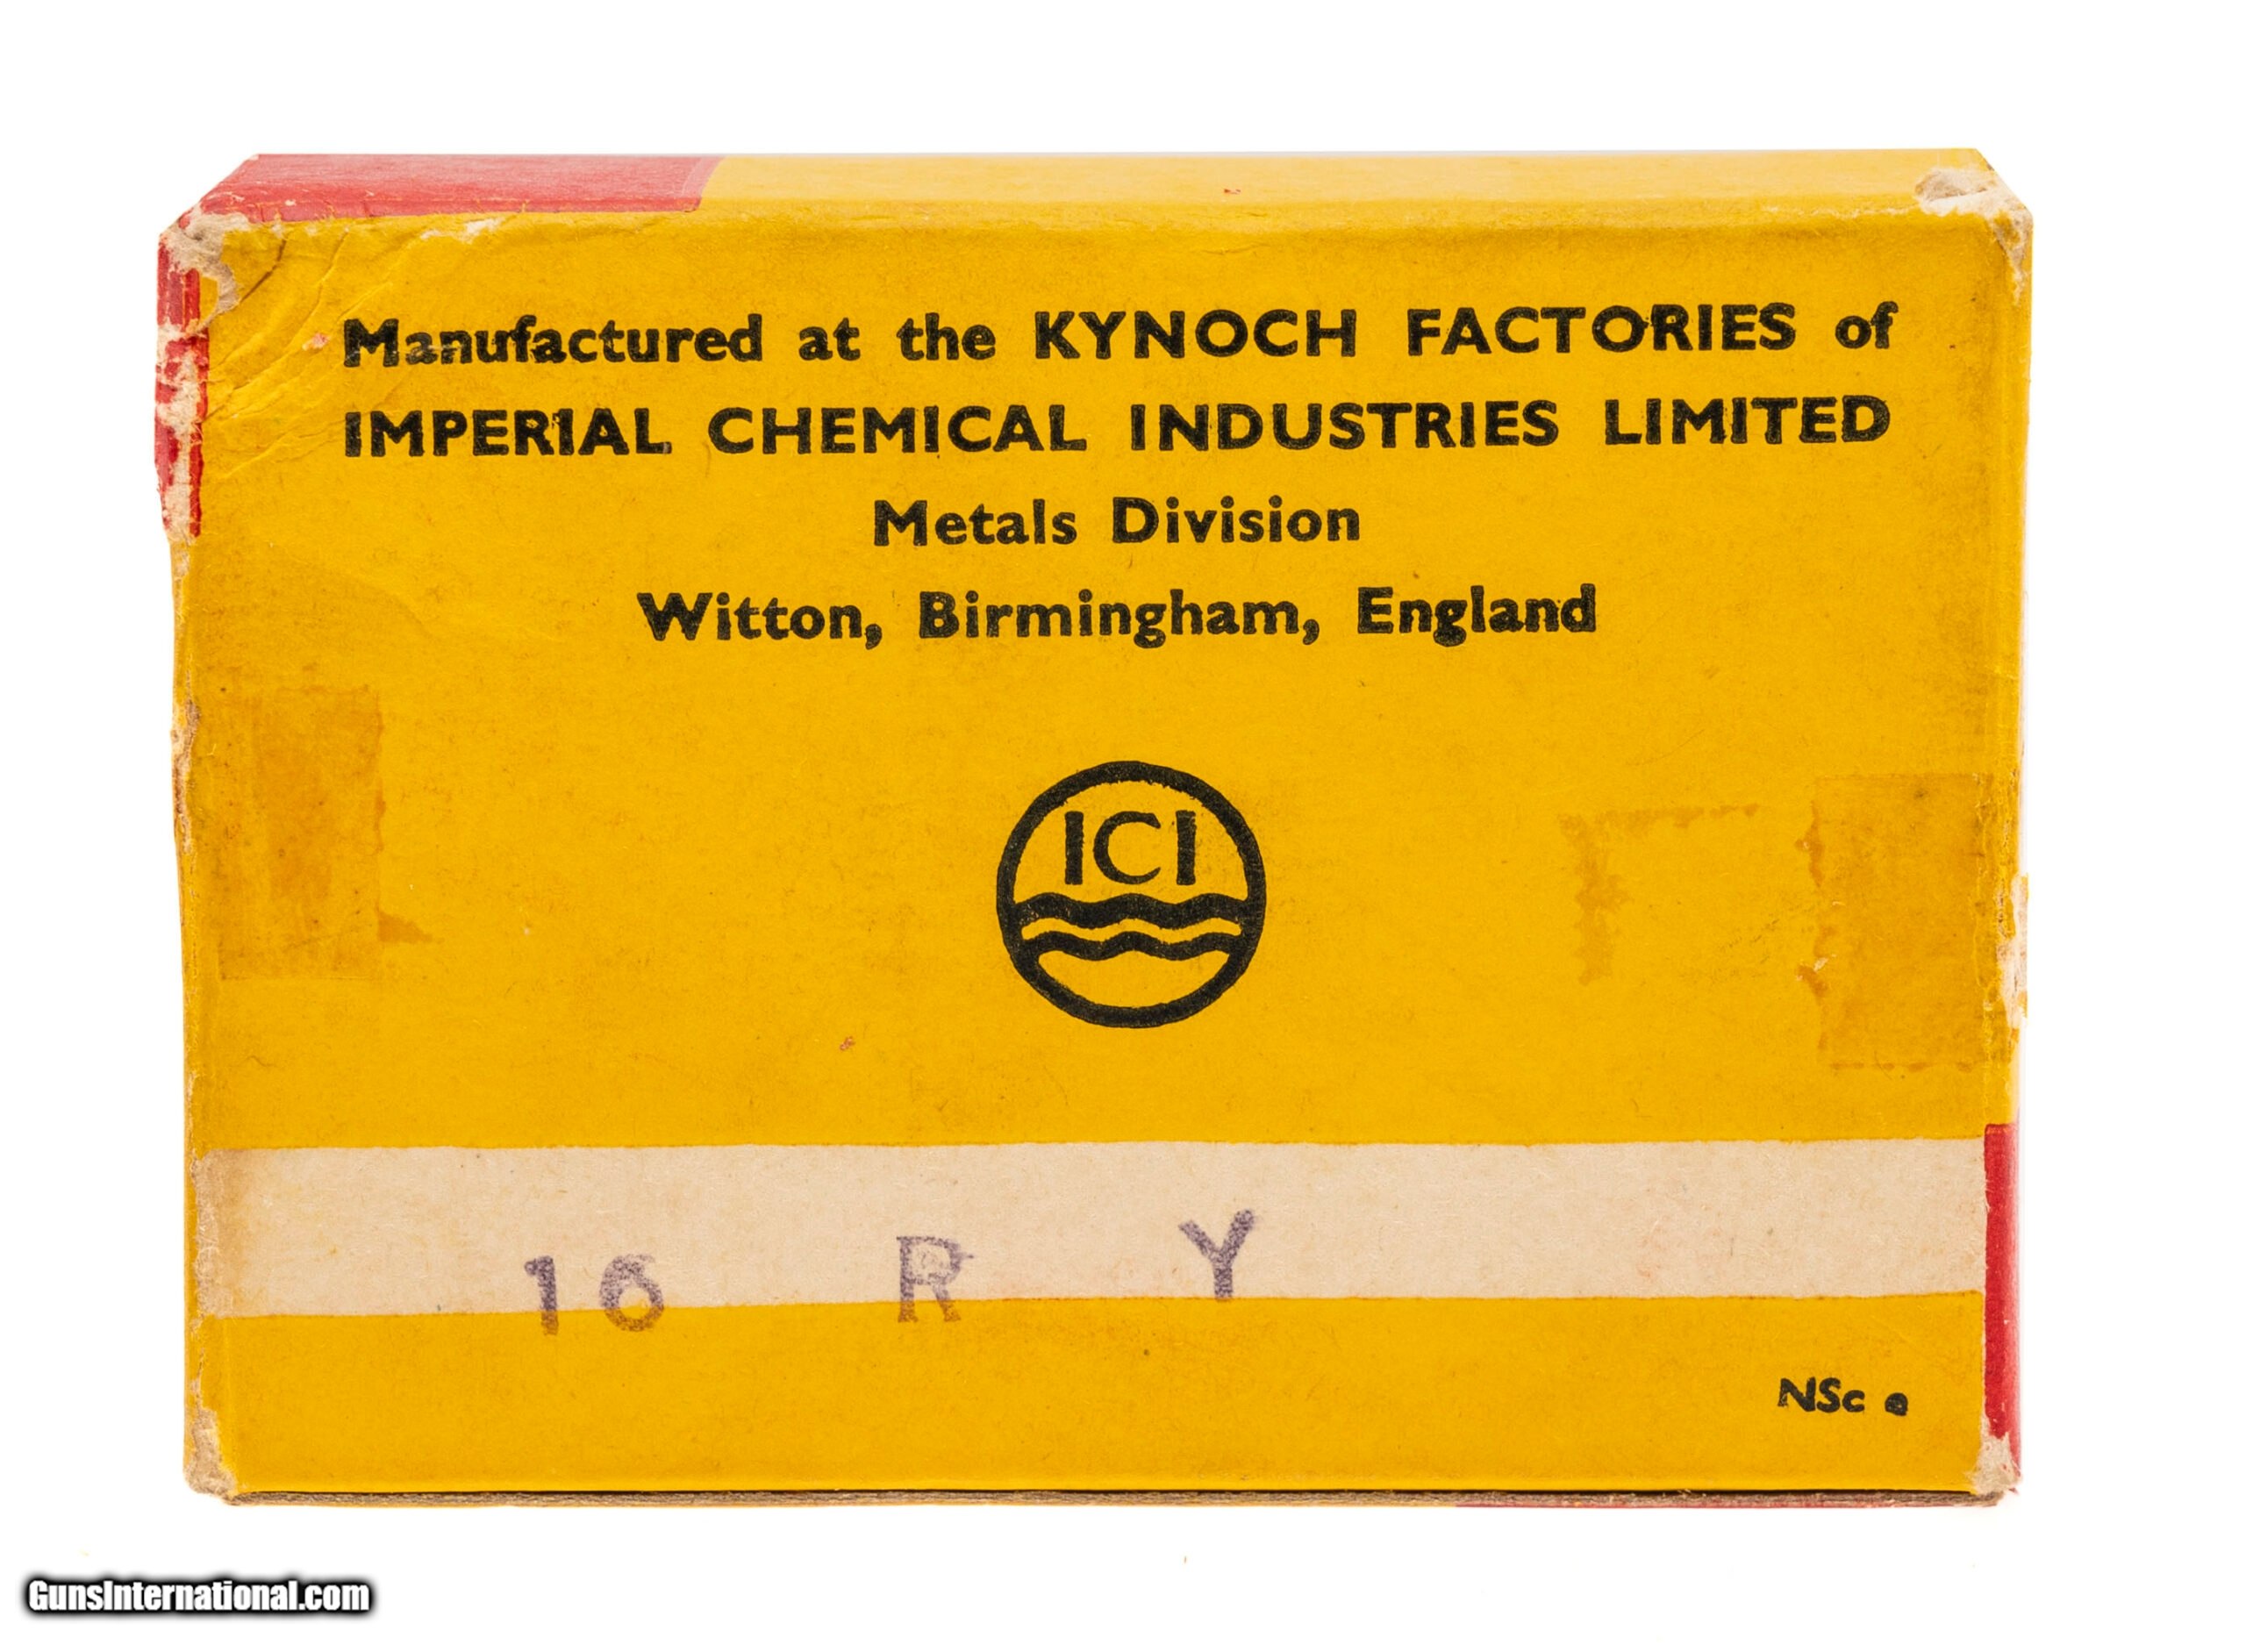 Manufactured at the KYNOCH FACTORIES of
IMPERIAL CHEMICAL INDUSTRIES LIMITED
Metals Division
Witton, Birmingham, England
ICI
16 R Y
NSc
GunsInternational.com